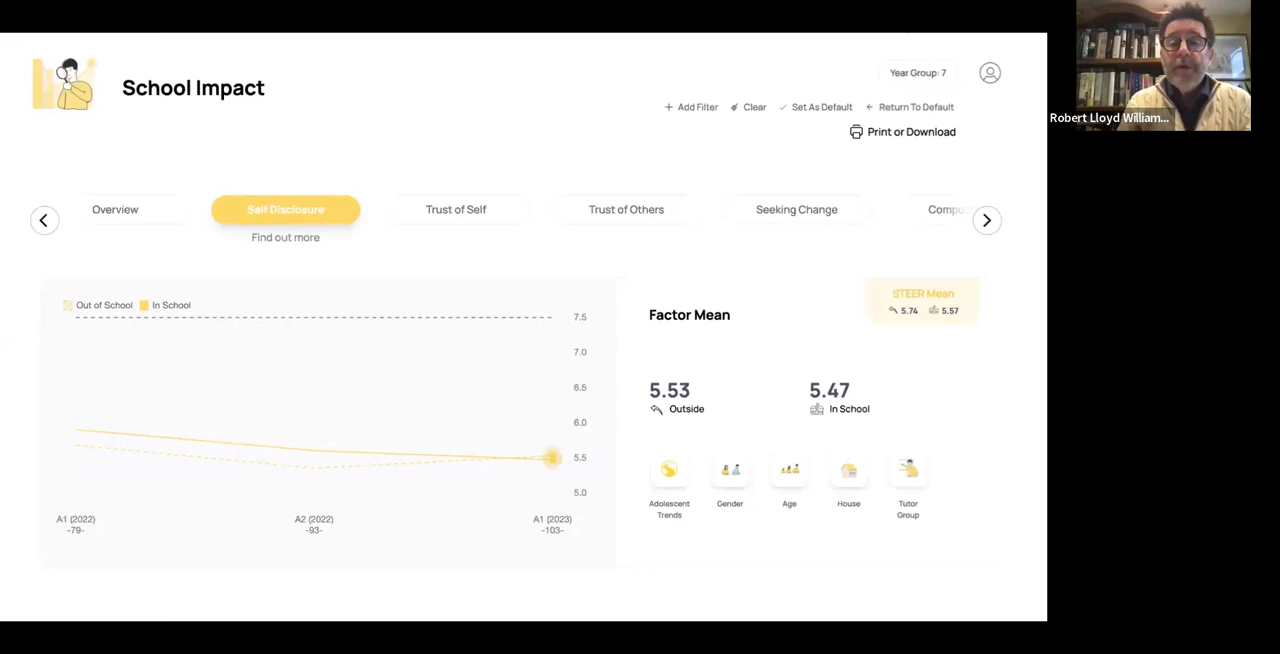 School Impact
Year Group: 7
+ Add Filter Clear Set As Default Return To Default
Print or Download
Robert Lloyd William...
Overview Self Disclosure Trust of Self Trust of Others Seeking Change
Find out more
Out of School In School
7.5
7.0
6.5
6.0
5.5
5.0
A1 (2022) A2 (2022) A1 (2023)
-79- -93- -103-
Factor Mean
STEER Mean
5.74 5.57
5.53 5.47
Outside In School
Adolescent Trends Gender Age House Tutor Group